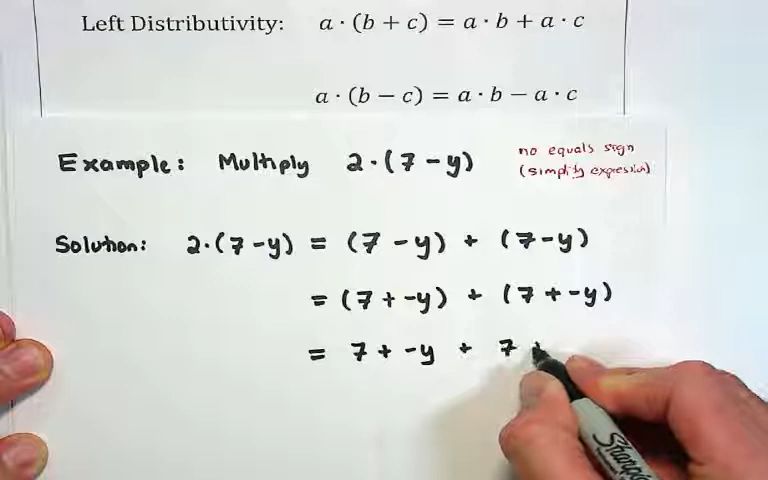 Left Distributivity: a · (b + c) = a · b + a · c
a · (b − c) = a · b − a · c
Example: Multiply 2·(7-y) no equals sign
(simplify expression)
Solution: 2·(7-y) = (7-y) + (7-y)
= (7+-y) + (7+-y)
= 7+-y + 7 +
Sharpie